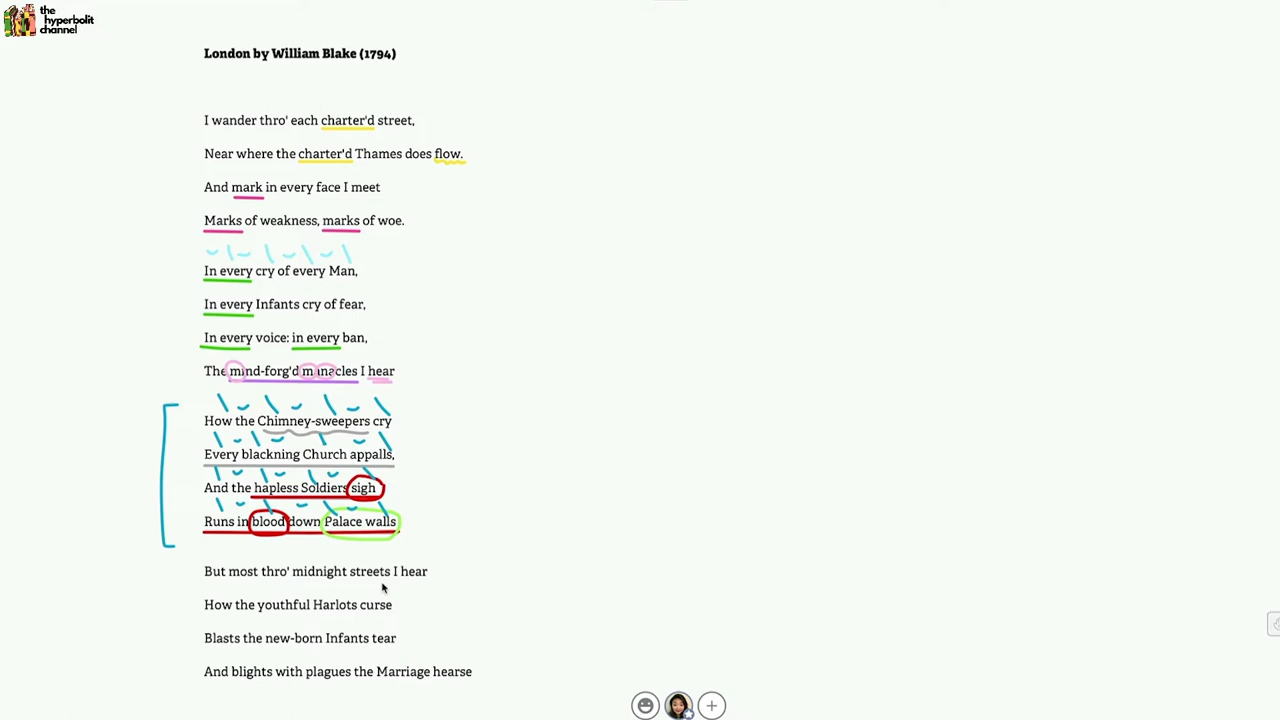 the
hyperbolit
channel
London by William Blake (1794)
I wander thro' each charter'd street,
Near where the charter'd Thames does flow.
And mark in every face I meet
Marks of weakness, marks of woe.
In every cry of every Man,
In every Infants cry of fear,
In every voice: in every ban,
The mind-forg'd manacles I hear
How the Chimney-sweepers cry
Every blackning Church appalls,
And the hapless Soldiers sigh
Runs in blood down Palace walls
But most thro' midnight streets I hear
How the youthful Harlots curse
Blasts the new-born Infants tear
And blights with plagues the Marriage hearse